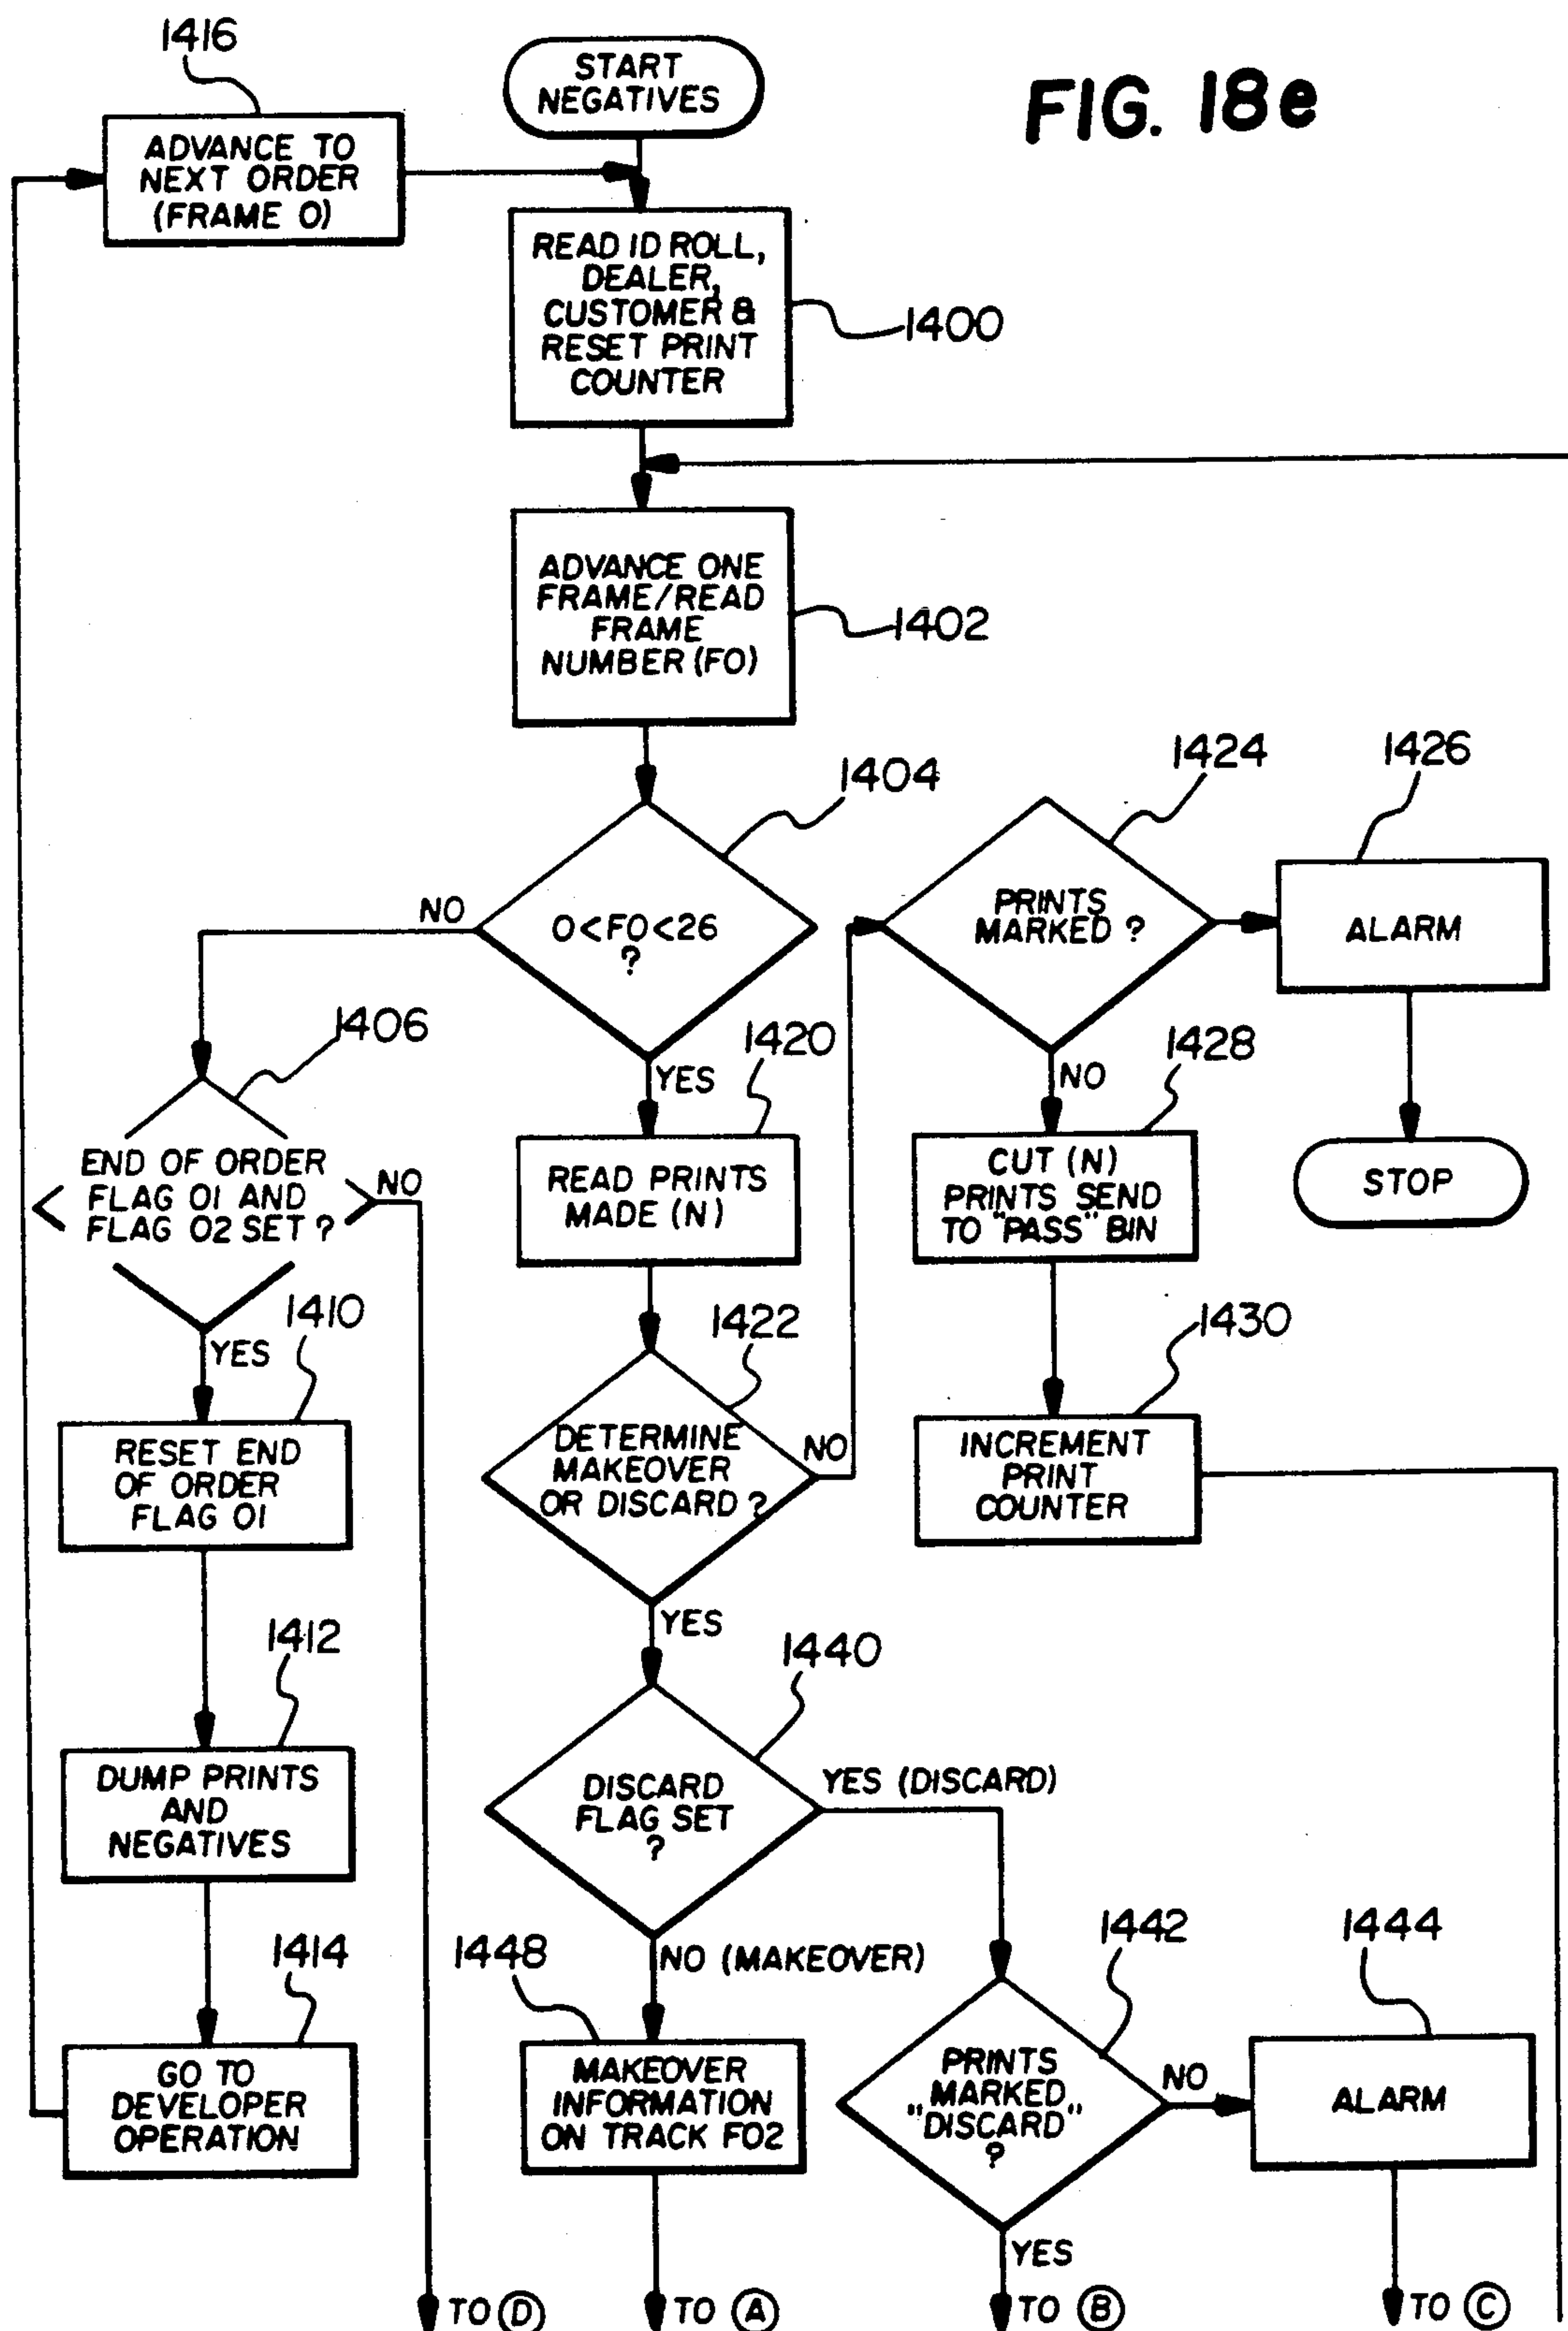 FIG. 18e
1416
START
NEGATIVES
ADVANCE TO
NEXT ORDER
(FRAME 0)
READ ID ROLL,
DEALER,
CUSTOMER &
RESET PRINT
COUNTER
1400
ADVANCE ONE
FRAME/READ
FRAME
NUMBER (FO)
1402
1404
0<FO<26
?
NO
YES
1424
PRINTS
MARKED ?
1426
ALARM
STOP
1406
END OF ORDER
FLAG 01 AND
FLAG 02 SET ?
NO
YES
1420
READ PRINTS
MADE (N)
NO
1428
CUT (N)
PRINTS SEND
TO "PASS" BIN
1410
RESET END
OF ORDER
FLAG 01
1422
DETERMINE
MAKEOVER
OR DISCARD ?
NO
YES
1430
INCREMENT
PRINT
COUNTER
1412
DUMP PRINTS
AND
NEGATIVES
1440
DISCARD
FLAG SET
?
YES (DISCARD)
NO (MAKEOVER)
1414
GO TO
DEVELOPER
OPERATION
1448
MAKEOVER
INFORMATION
ON TRACK FO2
1442
PRINTS
MARKED
"DISCARD"
?
NO
YES
1444
ALARM
TO D
TO A
TO B
TO C